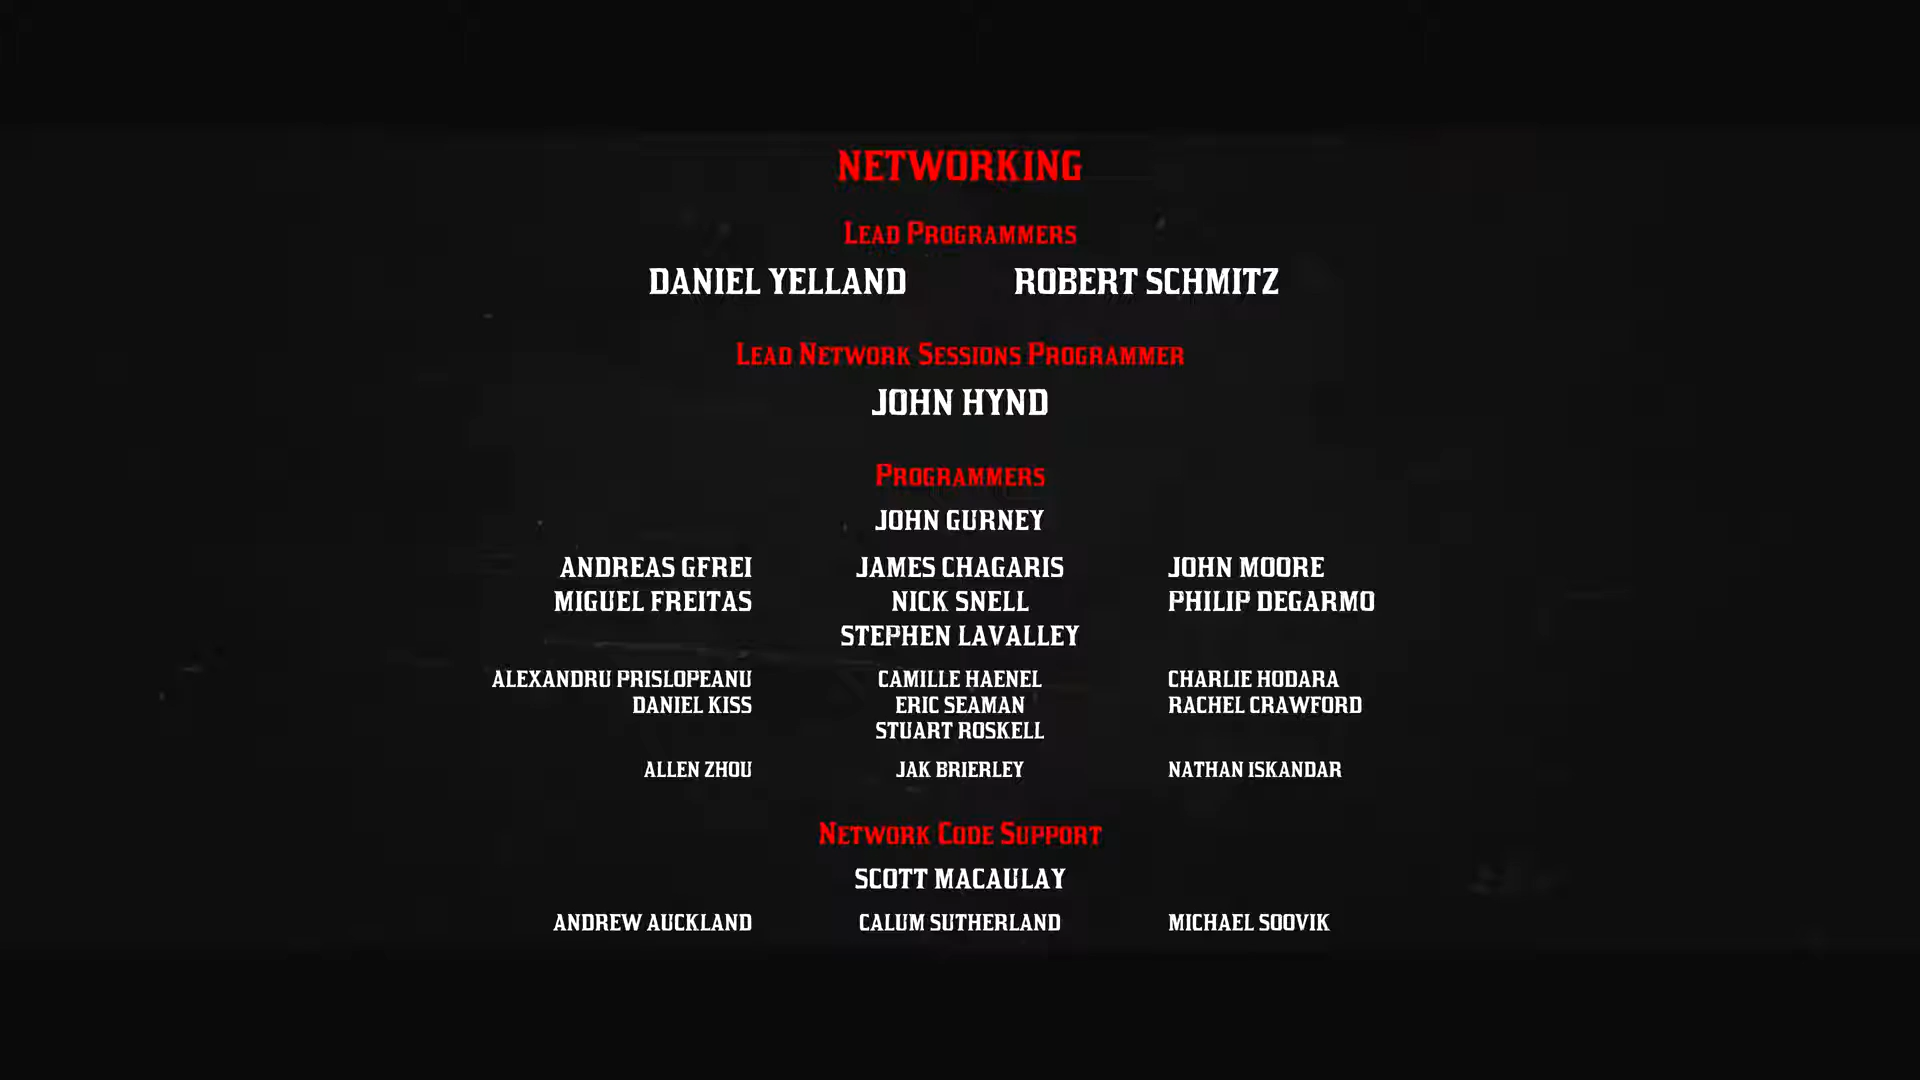 NETWORKING
LEAD PROGRAMMERS
DANIEL YELLAND ROBERT SCHMITZ
LEAD NETWORK SESSIONS PROGRAMMER
JOHN HYND
PROGRAMMERS
JOHN GURNEY
ANDREAS GFREI JAMES CHAGARIS JOHN MOORE
MIGUEL FREITAS NICK SNELL PHILIP DEGARMO
STEPHEN LAVALLEY
ALEXANDRU PRISLOPEANU CAMILLE HAENEL CHARLIE HODARA
DANIEL KISS ERIC SEAMAN RACHEL CRAWFORD
STUART ROSKELL
ALLEN ZHOU JAK BRIERLEY NATHAN ISKANDAR
NETWORK CODE SUPPORT
SCOTT MACAULAY
ANDREW AUCKLAND CALUM SUTHERLAND MICHAEL SOOVIK